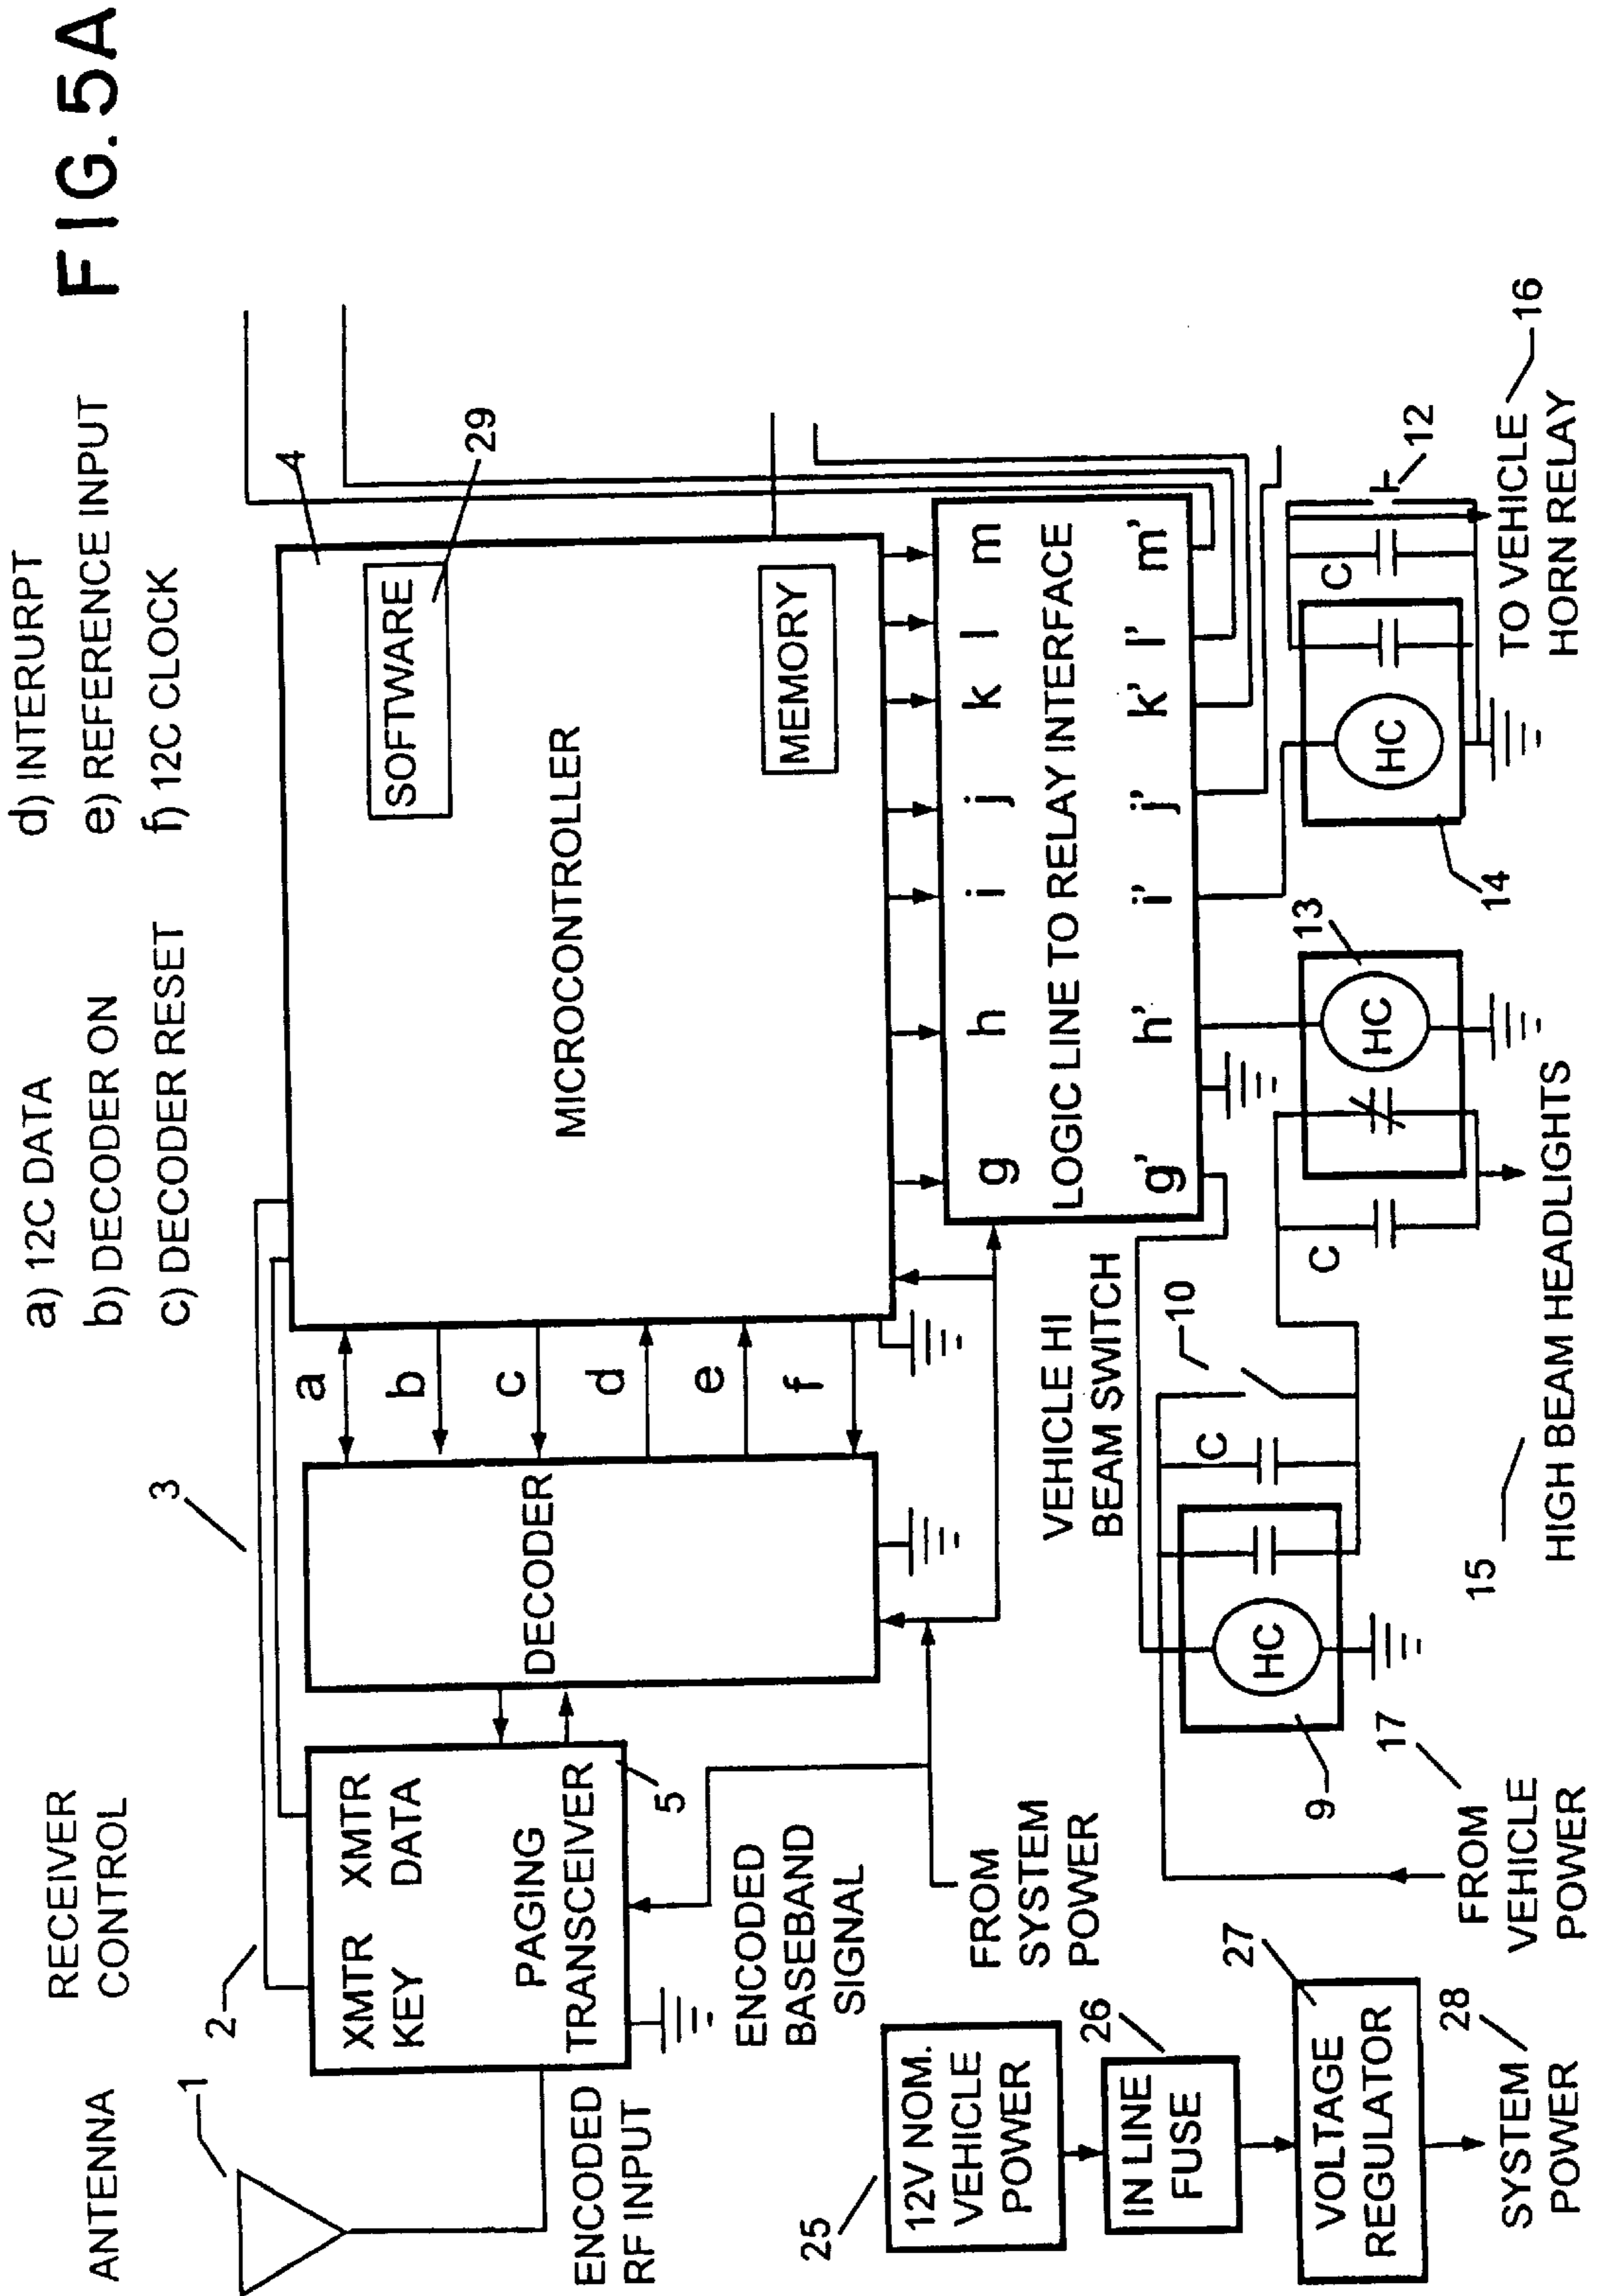 FIG.5A
a) 12C DATA
b) DECODER ON
c) DECODER RESET
d) INTERURPT
e) REFERENCE INPUT
f) 12C CLOCK
ANTENNA
1
RECEIVER
CONTROL
2
3
4
XMTR XMTR
KEY DATA
PAGING
TRANSCEIVER
5
DECODER
a
b
c
d
e
f
SOFTWARE
29
MICROCONTROLLER
MEMORY
ENCODED
RF INPUT
ENCODED
BASEBAND
SIGNAL
FROM
SYSTEM
POWER
g h i j k l m
LOGIC LINE TO RELAY INTERFACE
g' h' i' j' k' l' m'
VEHICLE HI
BEAM SWITCH
10
25
12V NOM.
VEHICLE
POWER
26
IN LINE
FUSE
27
VOLTAGE
REGULATOR
28
SYSTEM
POWER
HC
C
9
17
FROM
VEHICLE
POWER
C
HC
13
15
HIGH BEAM HEADLIGHTS
HC
C
12
14
16
TO VEHICLE
HORN RELAY